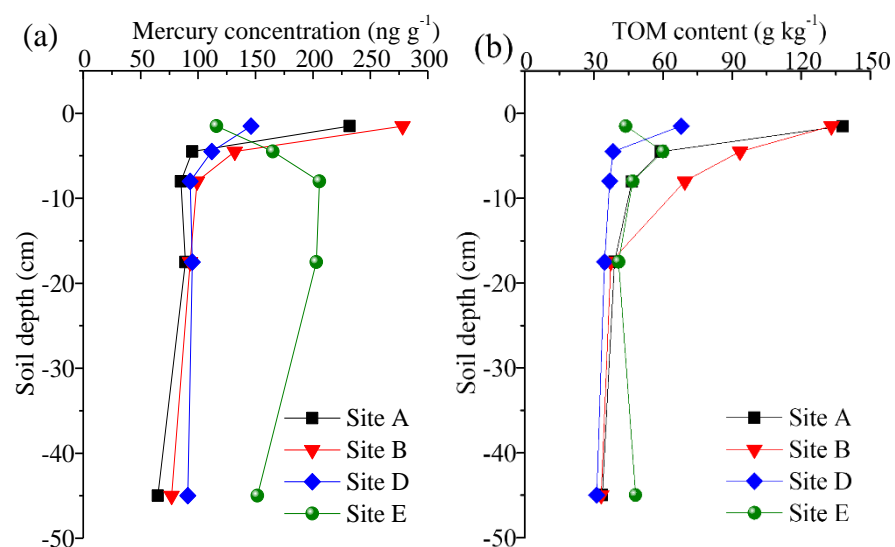 (a)
Mercury concentration (ng g⁻¹)
0 50 100 150 200 250 300
0
-10
-20
-30
-40
-50
Soil depth (cm)
Site A
Site B
Site D
Site E
(b)
TOM content (g kg⁻¹)
0 30 60 90 120 150
0
-10
-20
-30
-40
-50
Soil depth (cm)
Site A
Site B
Site D
Site E